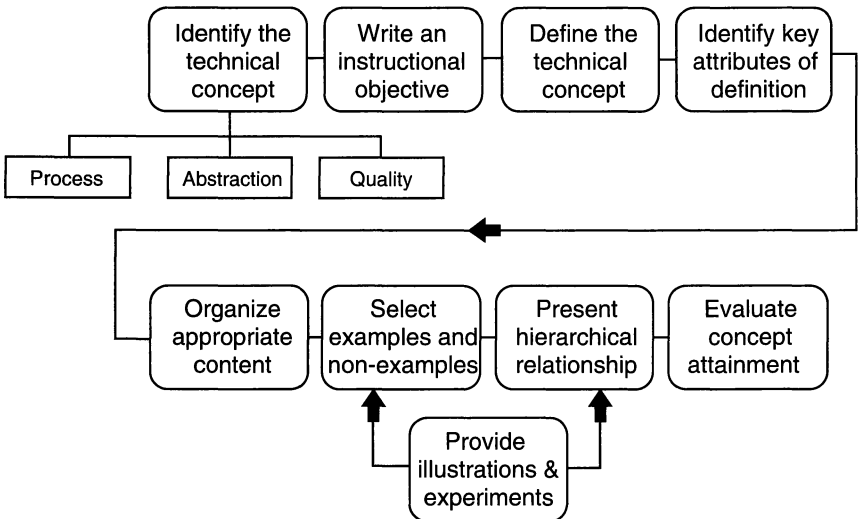 Identify the
technical
concept
Write an
instructional
objective
Define the
technical
concept
Identify key
attributes of
definition
Process
Abstraction
Quality
Organize
appropriate
content
Select
examples and
non-examples
Present
hierarchical
relationship
Evaluate
concept
attainment
Provide
illustrations &
experiments